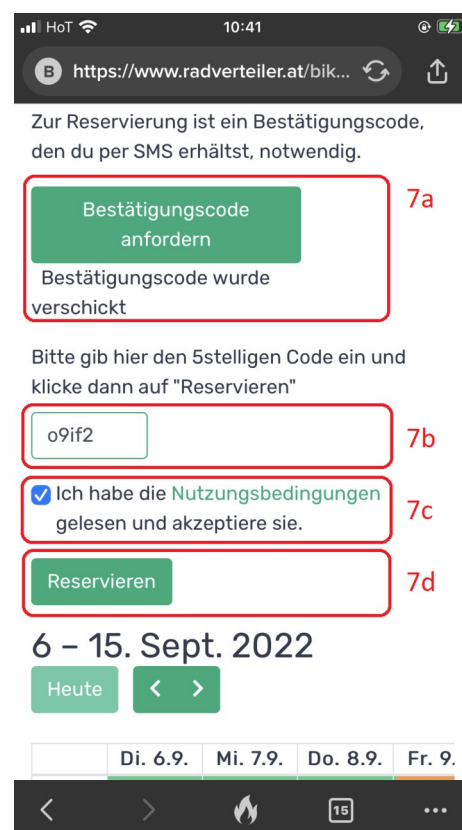 HoT 10:41
B https://www.radverteiler.at/bik...
Zur Reservierung ist ein Bestätigungscode,
den du per SMS erhältst, notwendig.
Bestätigungscode
anfordern
7a
Bestätigungscode wurde
verschickt
Bitte gib hier den 5stelligen Code ein und
klicke dann auf "Reservieren"
o9if2
7b
Ich habe die Nutzungsbedingungen
gelesen und akzeptiere sie.
7c
Reservieren
7d
6 – 15. Sept. 2022
Heute < >
Di. 6.9. Mi. 7.9. Do. 8.9. Fr. 9.
15